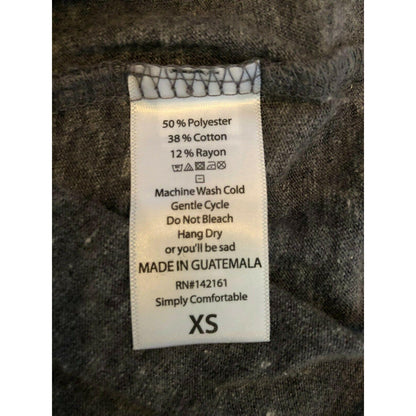 50 % Polyester
38 % Cotton
12 % Rayon
Machine Wash Cold
Gentle Cycle
Do Not Bleach
Hang Dry
or you'll be sad
MADE IN GUATEMALA
RN#142161
Simply Comfortable
XS